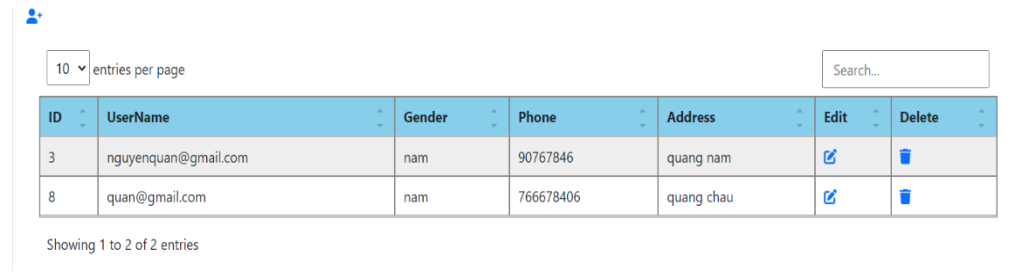 10 entries per page Search...
ID UserName Gender Phone Address Edit Delete
3 nguyenquan@gmail.com nam 90767846 quang nam
8 quan@gmail.com nam 766678406 quang chau
Showing 1 to 2 of 2 entries